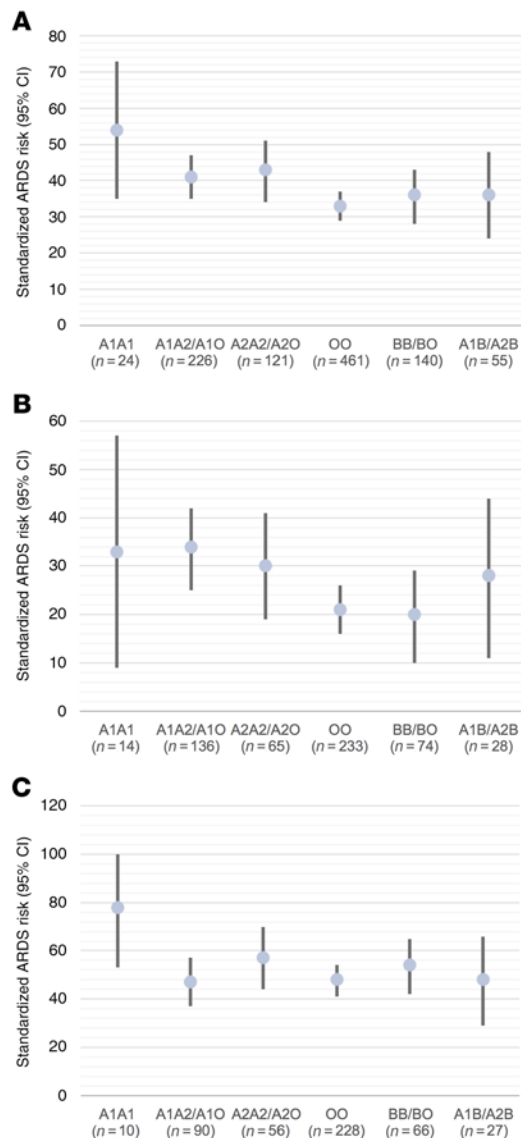 A
Standardized ARDS risk (95% CI)
80
70
60
50
40
30
20
10
0
A1A1 A1A2/A1O A2A2/A2O OO BB/BO A1B/A2B
(n = 24) (n = 226) (n = 121) (n = 461) (n = 140) (n = 55)
B
Standardized ARDS risk (95% CI)
60
50
40
30
20
10
0
A1A1 A1A2/A1O A2A2/A2O OO BB/BO A1B/A2B
(n = 14) (n = 136) (n = 65) (n = 233) (n = 74) (n = 28)
C
Standardized ARDS risk (95% CI)
120
100
80
60
40
20
0
A1A1 A1A2/A1O A2A2/A2O OO BB/BO A1B/A2B
(n = 10) (n = 90) (n = 56) (n = 228) (n = 66) (n = 27)